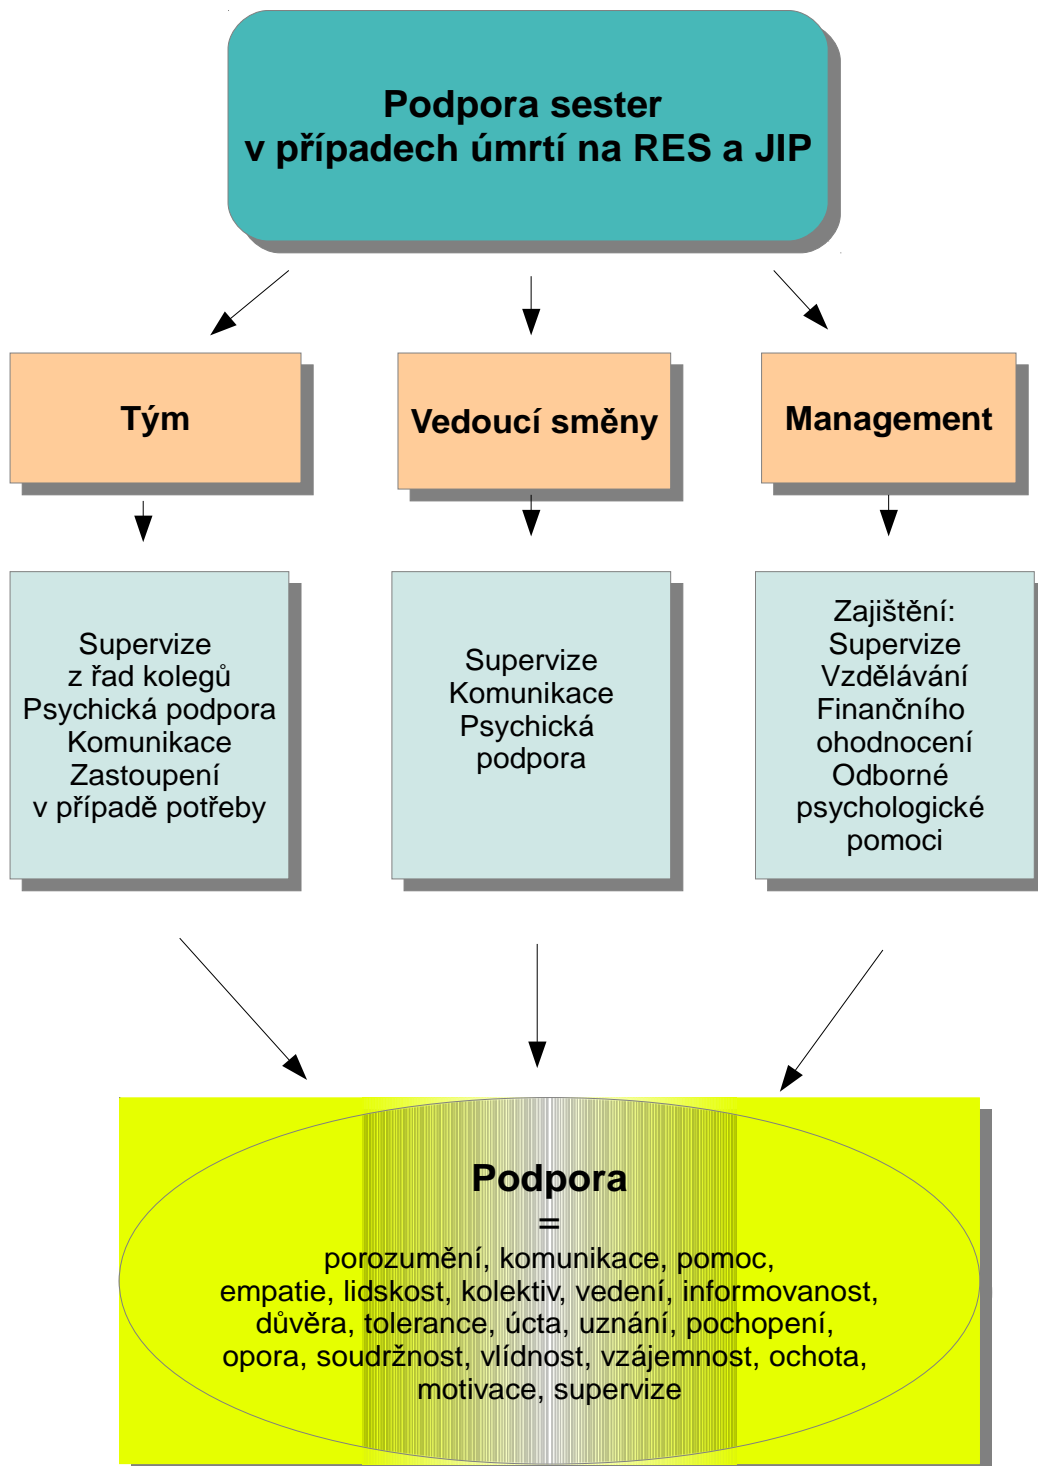 Podpora sester
v případech úmrtí na RES a JIP
Tým
Vedoucí směny
Management
Supervize
z řad kolegů
Psychická podpora
Komunikace
Zastoupení
v případě potřeby
Supervize
Komunikace
Psychická
podpora
Zajištění:
Supervize
Vzdělávání
Finančního
ohodnocení
Odborné
psychologické
pomoci
Podpora
=
porozumění, komunikace, pomoc,
empatie, lidskost, kolektiv, vedení, informovanost,
důvěra, tolerance, úcta, uznání, pochopení,
opora, soudržnost, vlídnost, vzájemnost, ochota,
motivace, supervize